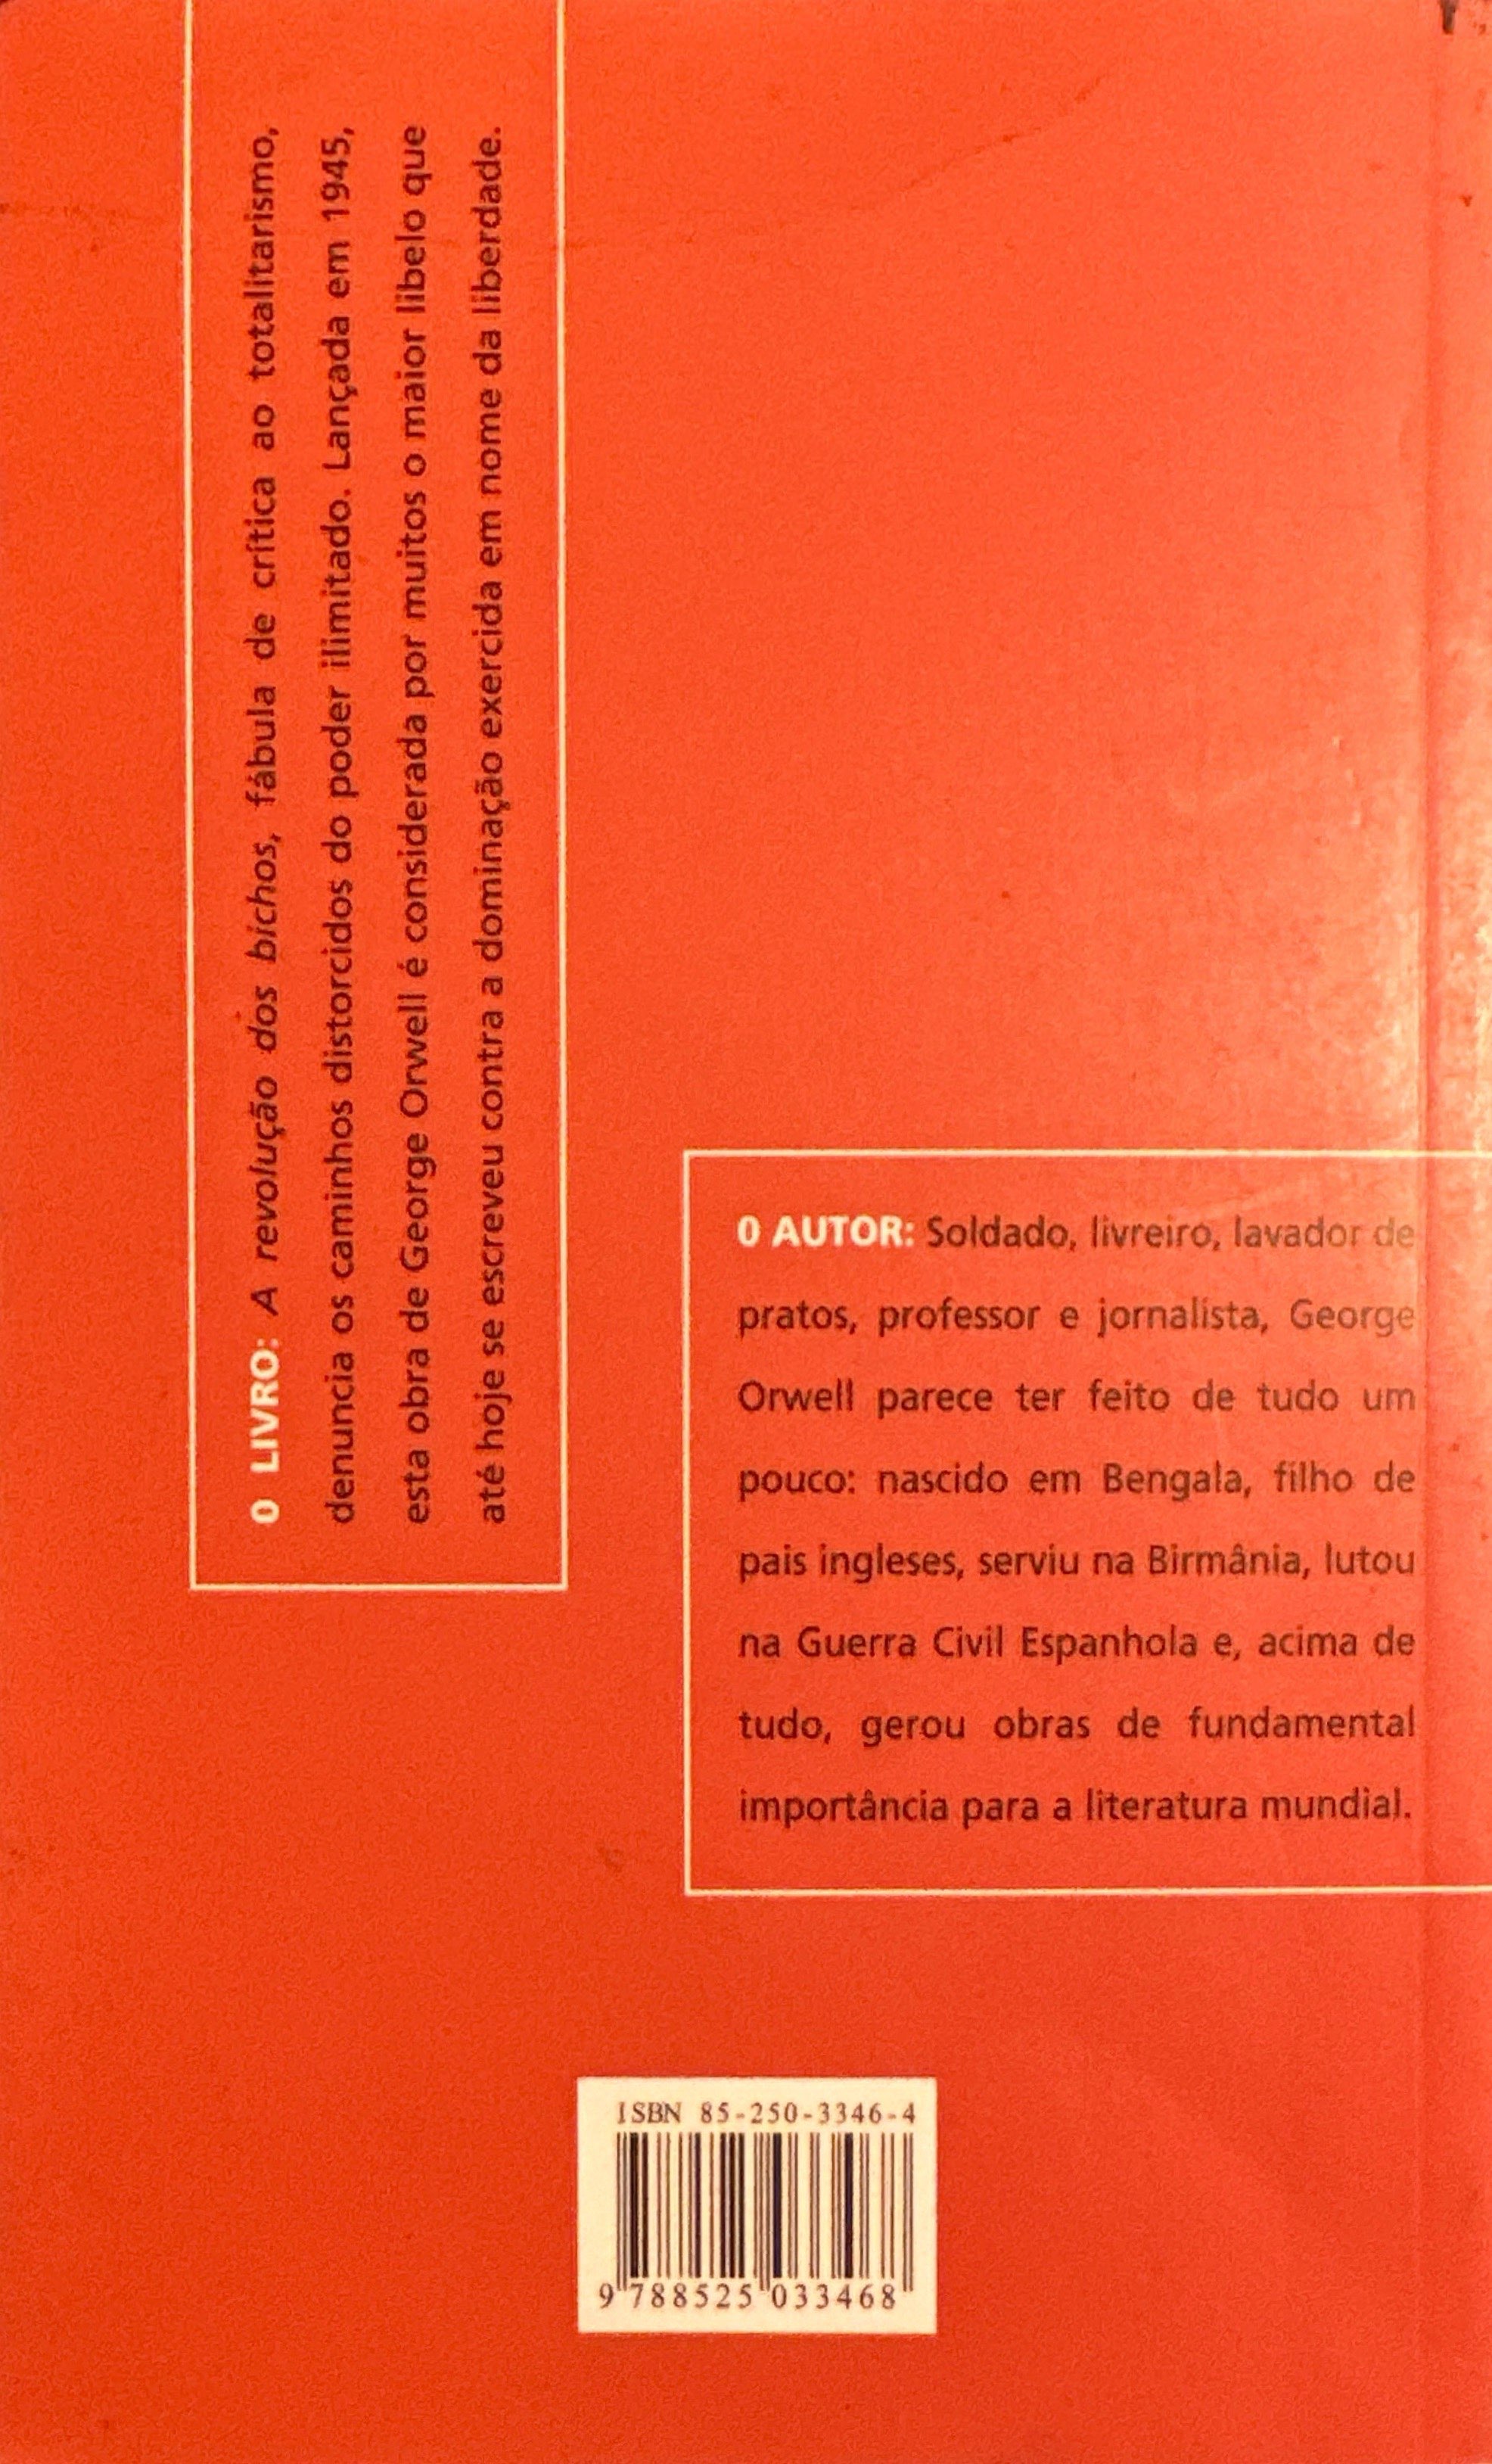 O LIVRO: A revolução dos bichos, fábula de crítica ao totalitarismo,
denuncia os caminhos distorcidos do poder ilimitado. Lançada em 1945,
esta obra de George Orwell é considerada por muitos o maior libelo que
até hoje se escreveu contra a dominação exercida em nome da liberdade.
O AUTOR: Soldado, livreiro, lavador de
pratos, professor e jornalista, George
Orwell parece ter feito de tudo um
pouco: nascido em Bengala, filho de
pais ingleses, serviu na Birmânia, lutou
na Guerra Civil Espanhola e, acima de
tudo, gerou obras de fundamental
importância para a literatura mundial.
ISBN 85-250-3346-4
9 788525 033468